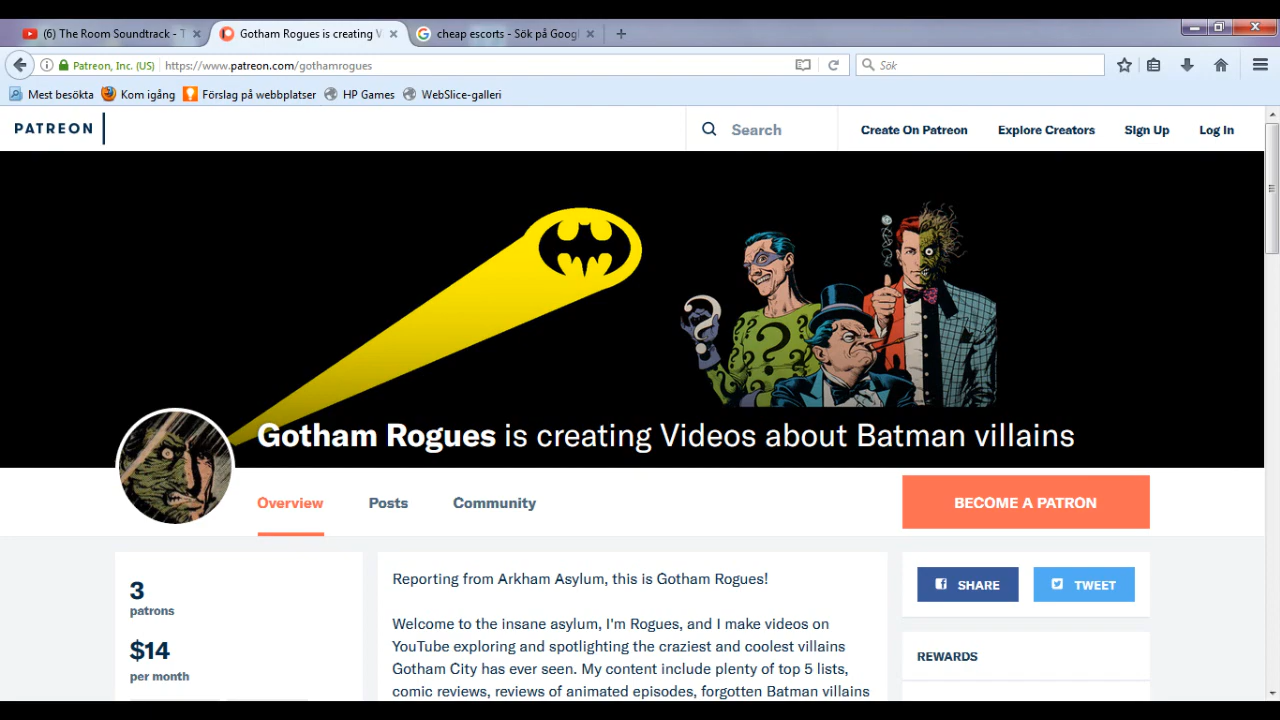 (6) The Room Soundtrack - T
Gotham Rogues is creating V
cheap escorts - Sök på Googl
Patreon, Inc. (US)
https://www.patreon.com/gothamrogues
Sök
Mest besökta
Kom igång
Förslag på webbplatser
HP Games
WebSlice-galleri
PATREON
Search
Create On Patreon
Explore Creators
Sign Up
Log In
Gotham Rogues is creating Videos about Batman villains
Overview
Posts
Community
BECOME A PATRON
3
patrons
$14
per month
Reporting from Arkham Asylum, this is Gotham Rogues!
Welcome to the insane asylum, I'm Rogues, and I make videos on
YouTube exploring and spotlighting the craziest and coolest villains
Gotham City has ever seen. My content include plenty of top 5 lists,
comic reviews, reviews of animated episodes, forgotten Batman villains
SHARE
TWEET
REWARDS